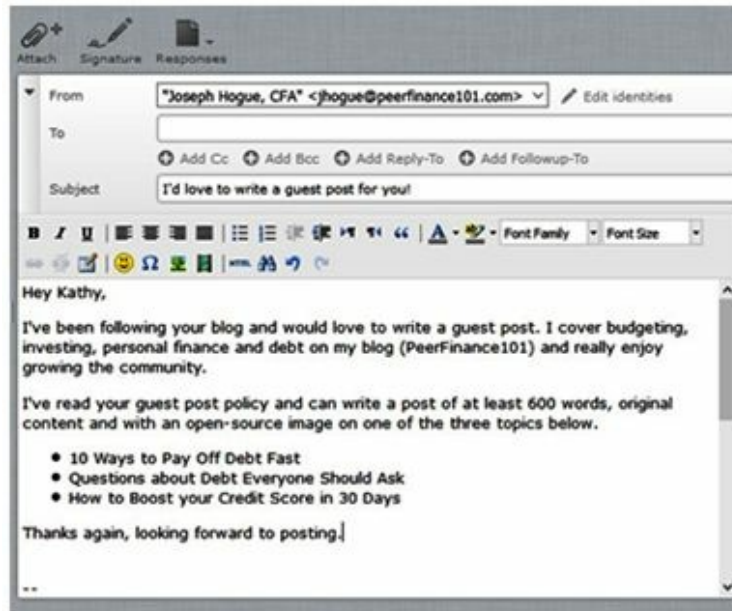 Attach Signature Responses
From "Joseph Hogue, CFA" <jhogue@peerfinance101.com> Edit identities
To
Add Cc Add Bcc Add Reply-To Add Followup-To
Subject I'd love to write a guest post for you!
B I U A Font Family Font Size
Ω HTML
Hey Kathy,
I've been following your blog and would love to write a guest post. I cover budgeting,
investing, personal finance and debt on my blog (PeerFinance101) and really enjoy
growing the community.
I've read your guest post policy and can write a post of at least 600 words, original
content and with an open-source image on one of the three topics below.
• 10 Ways to Pay Off Debt Fast
• Questions about Debt Everyone Should Ask
• How to Boost your Credit Score in 30 Days
Thanks again, looking forward to posting.
--